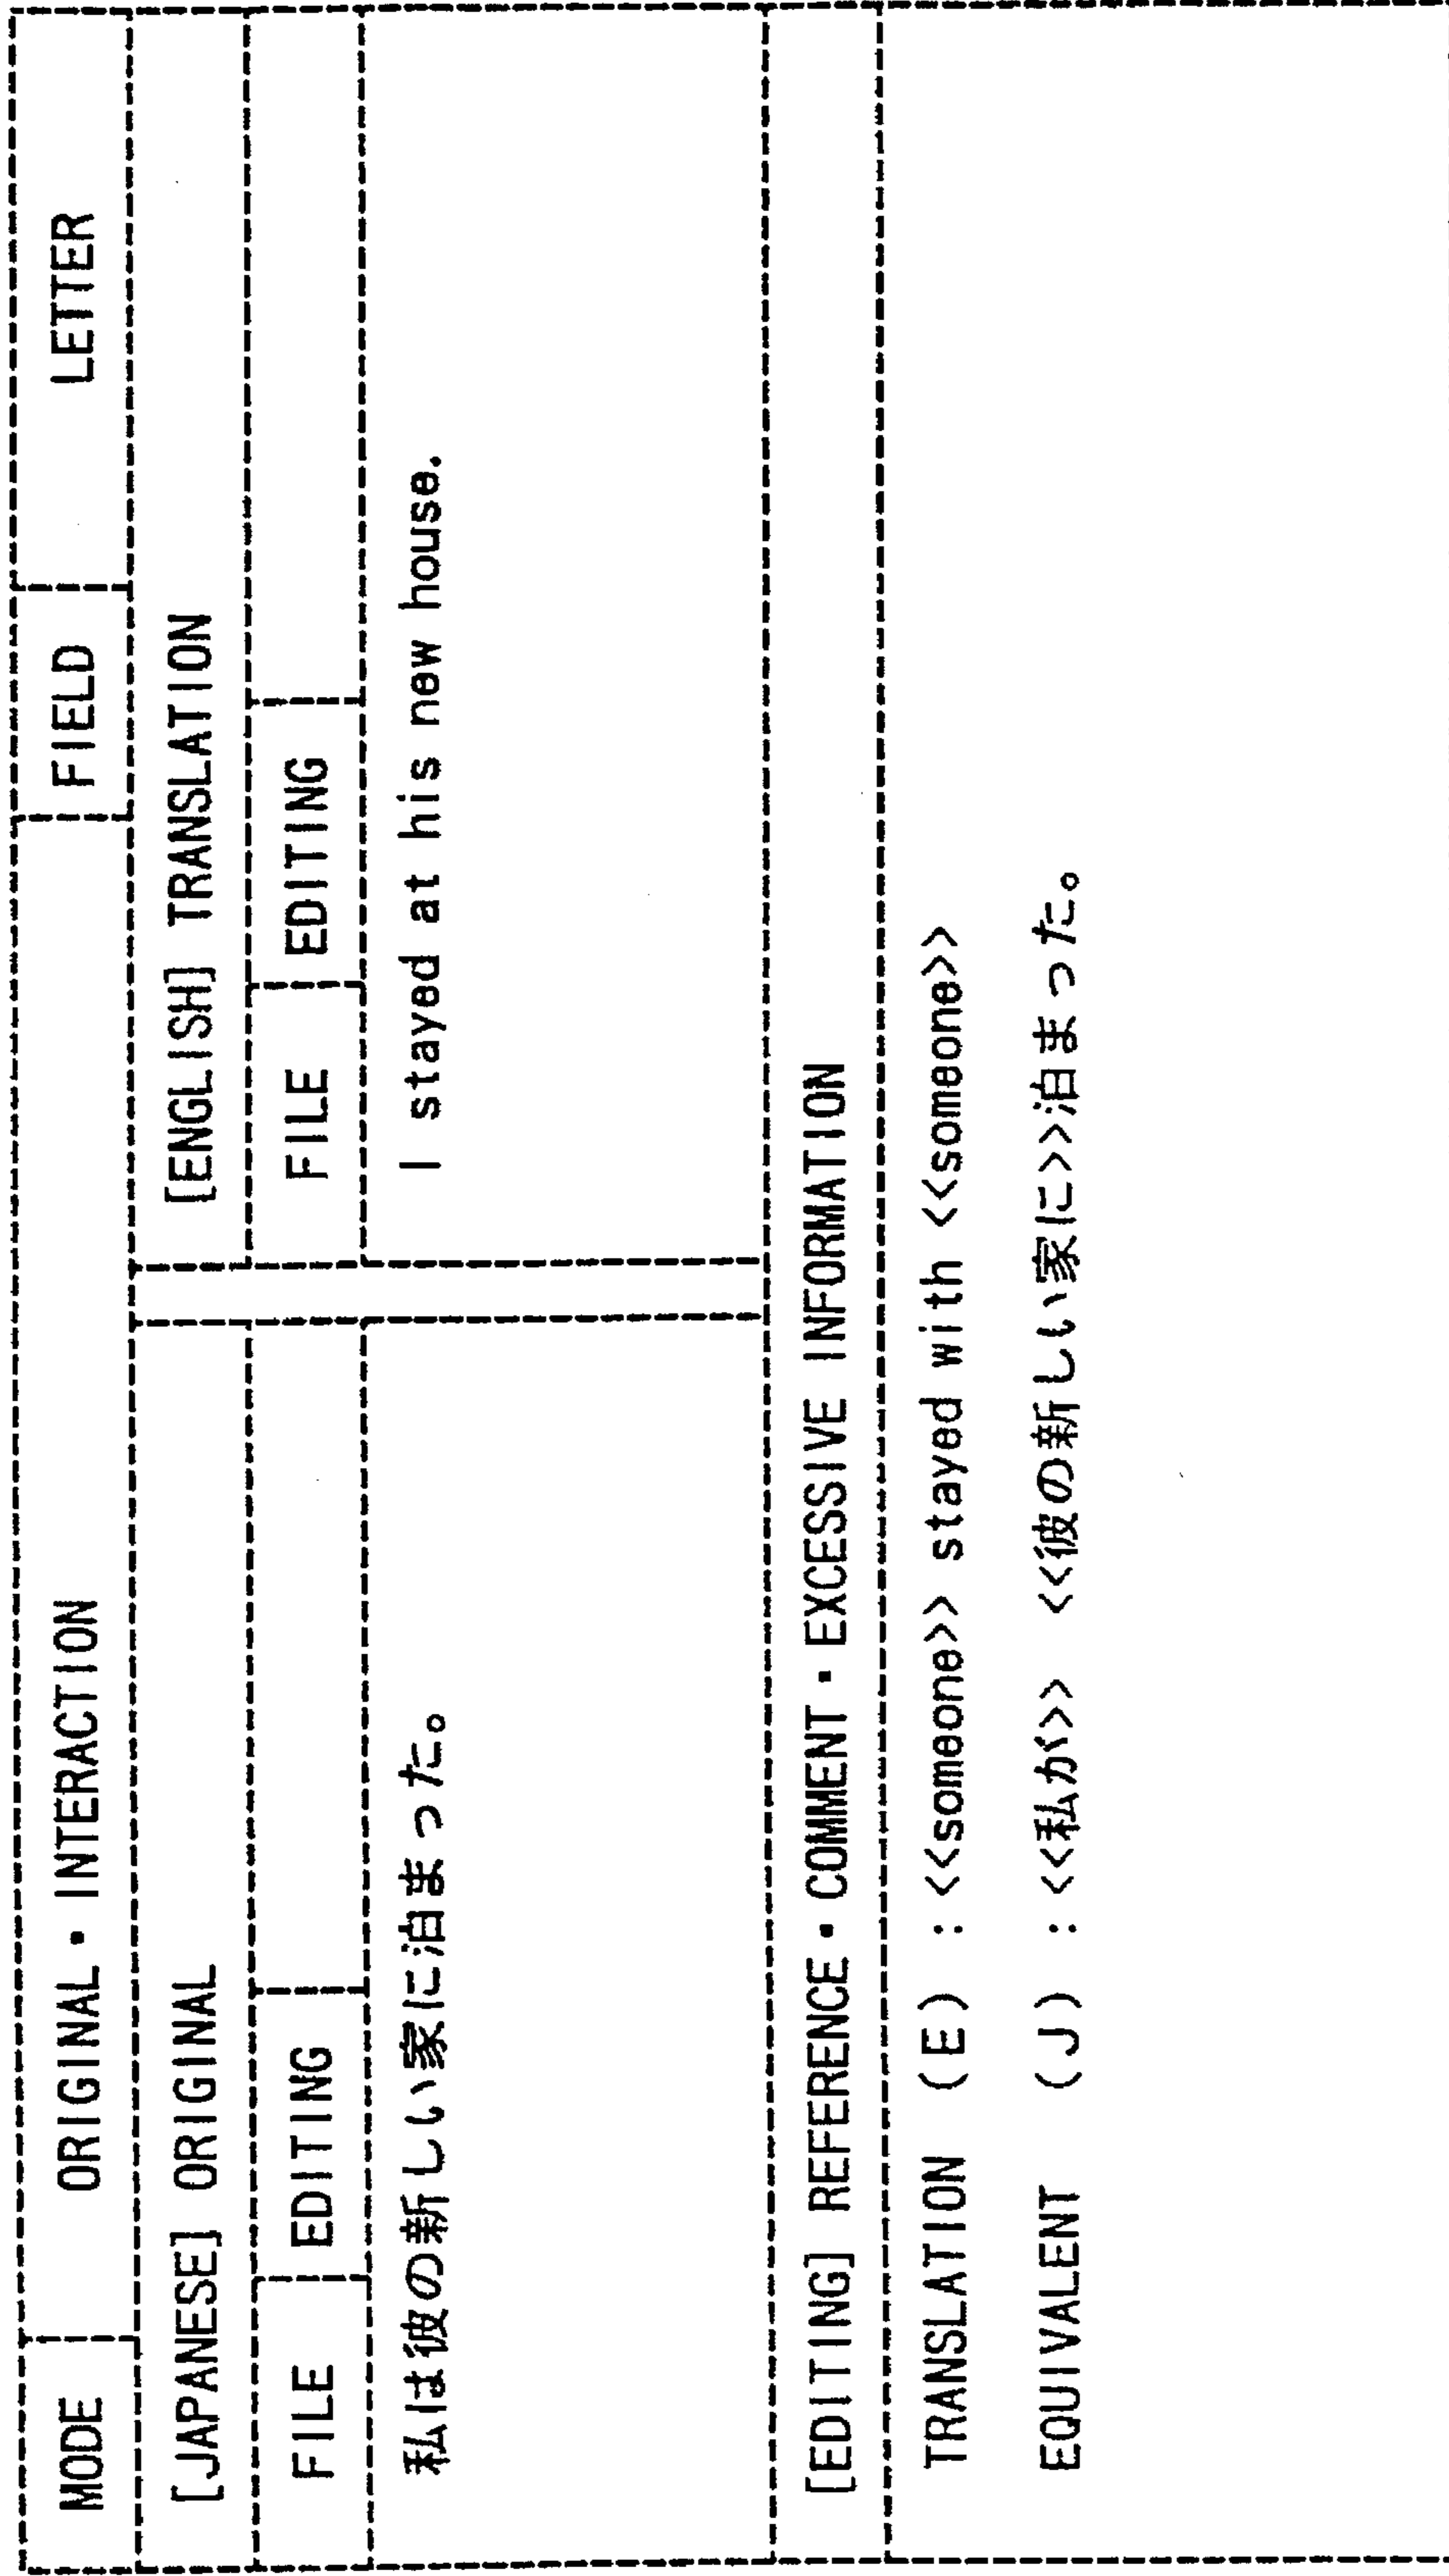 MODE ORIGINAL・INTERACTION FIELD LETTER
[JAPANESE] ORIGINAL [ENGLISH] TRANSLATION
FILE EDITING FILE EDITING
私は彼の新しい家に泊まった。 I stayed at his new house.
[EDITING] REFERENCE・COMMENT・EXCESSIVE INFORMATION
TRANSLATION (E) : <<someone>> stayed with <<someone>>
EQUIVALENT (J) : <<私が>> <<彼の新しい家に>>泊まった。